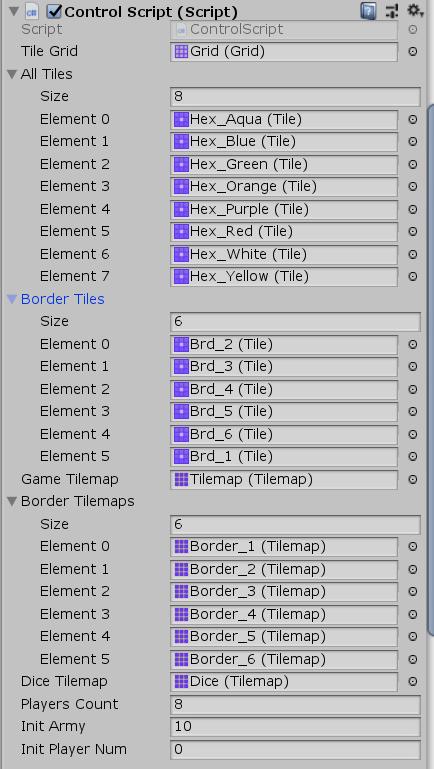 Control Script (Script)
Script ControlScript
Tile Grid Grid (Grid)
All Tiles
Size 8
Element 0 Hex_Aqua (Tile)
Element 1 Hex_Blue (Tile)
Element 2 Hex_Green (Tile)
Element 3 Hex_Orange (Tile)
Element 4 Hex_Purple (Tile)
Element 5 Hex_Red (Tile)
Element 6 Hex_White (Tile)
Element 7 Hex_Yellow (Tile)
Border Tiles
Size 6
Element 0 Brd_2 (Tile)
Element 1 Brd_3 (Tile)
Element 2 Brd_4 (Tile)
Element 3 Brd_5 (Tile)
Element 4 Brd_6 (Tile)
Element 5 Brd_1 (Tile)
Game Tilemap Tilemap (Tilemap)
Border Tilemaps
Size 6
Element 0 Border_1 (Tilemap)
Element 1 Border_2 (Tilemap)
Element 2 Border_3 (Tilemap)
Element 3 Border_4 (Tilemap)
Element 4 Border_5 (Tilemap)
Element 5 Border_6 (Tilemap)
Dice Tilemap Dice (Tilemap)
Players Count 8
Init Army 10
Init Player Num 0